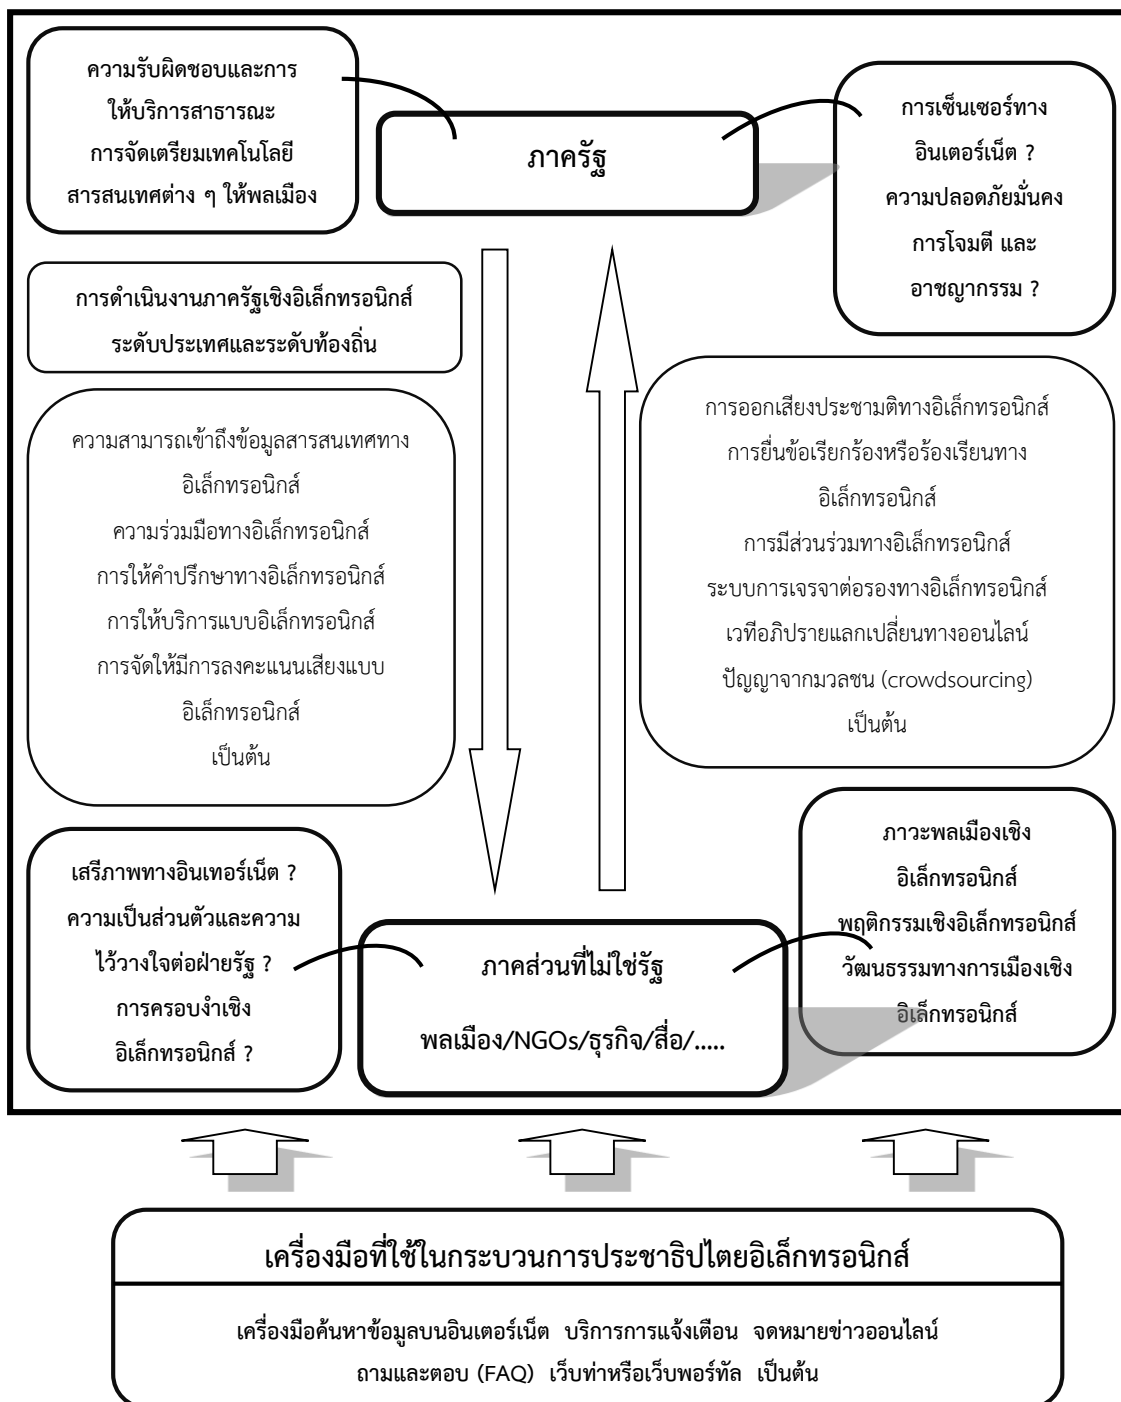 ความรับผิดชอบและการ
ให้บริการสาธารณะ
การจัดเตรียมเทคโนโลยี
สารสนเทศต่าง ๆ ให้พลเมือง
ภาครัฐ
การเซ็นเซอร์ทาง
อินเตอร์เน็ต ?
ความปลอดภัยมั่นคง
การโจมตี และ
อาชญากรรม ?
การดำเนินงานภาครัฐเชิงอิเล็กทรอนิกส์
ระดับประเทศและระดับท้องถิ่น
ความสามารถเข้าถึงข้อมูลสารสนเทศทาง
อิเล็กทรอนิกส์
ความร่วมมือทางอิเล็กทรอนิกส์
การให้คำปรึกษาทางอิเล็กทรอนิกส์
การให้บริการแบบอิเล็กทรอนิกส์
การจัดให้มีการลงคะแนนเสียงแบบ
อิเล็กทรอนิกส์
เป็นต้น
การออกเสียงประชามติทางอิเล็กทรอนิกส์
การยื่นข้อเรียกร้องหรือร้องเรียนทาง
อิเล็กทรอนิกส์
การมีส่วนร่วมทางอิเล็กทรอนิกส์
ระบบการเจรจาต่อรองทางอิเล็กทรอนิกส์
เวทีอภิปรายแลกเปลี่ยนทางออนไลน์
ปัญญาจากมวลชน (crowdsourcing)
เป็นต้น
เสรีภาพทางอินเทอร์เน็ต ?
ความเป็นส่วนตัวและความ
ไว้วางใจต่อฝ่ายรัฐ ?
การครอบงำเชิง
อิเล็กทรอนิกส์ ?
ภาคส่วนที่ไม่ใช่รัฐ
พลเมือง/NGOs/ธุรกิจ/สื่อ/.....
ภาวะพลเมืองเชิง
อิเล็กทรอนิกส์
พฤติกรรมเชิงอิเล็กทรอนิกส์
วัฒนธรรมทางการเมืองเชิง
อิเล็กทรอนิกส์
เครื่องมือที่ใช้ในกระบวนการประชาธิปไตยอิเล็กทรอนิกส์
เครื่องมือค้นหาข้อมูลบนอินเตอร์เน็ต บริการการแจ้งเตือน จดหมายข่าวออนไลน์
ถามและตอบ (FAQ) เว็บท่าหรือเว็บพอร์ทัล เป็นต้น